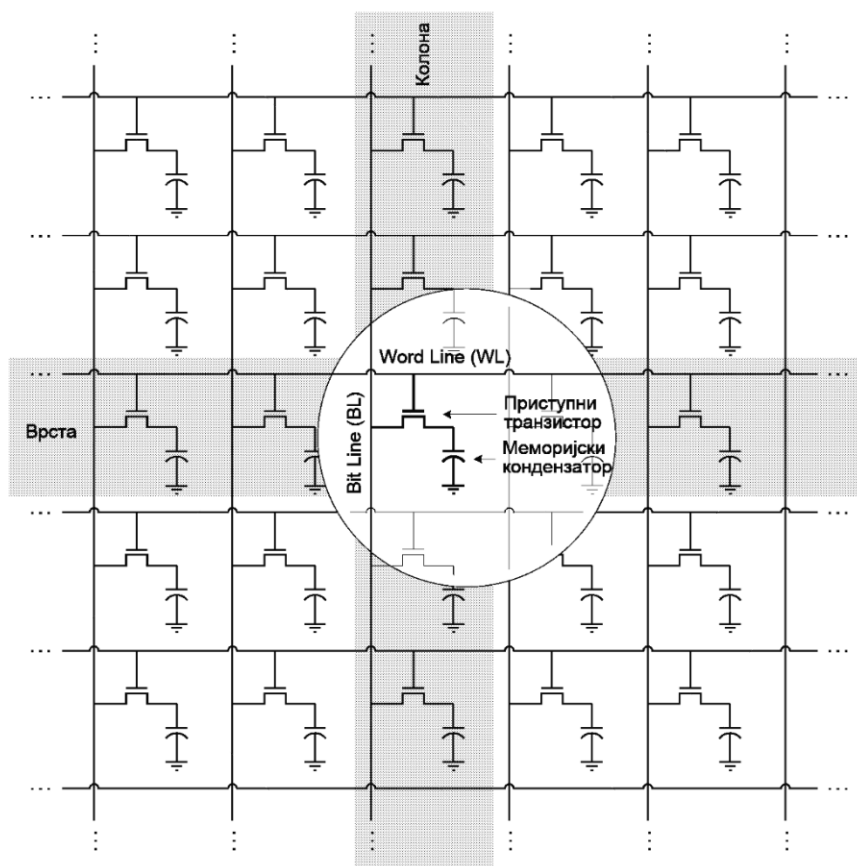 Колона
Word Line (WL)
Bit Line (BL)
Приступни
транзистор
Меморијски
кондензатор
Врста